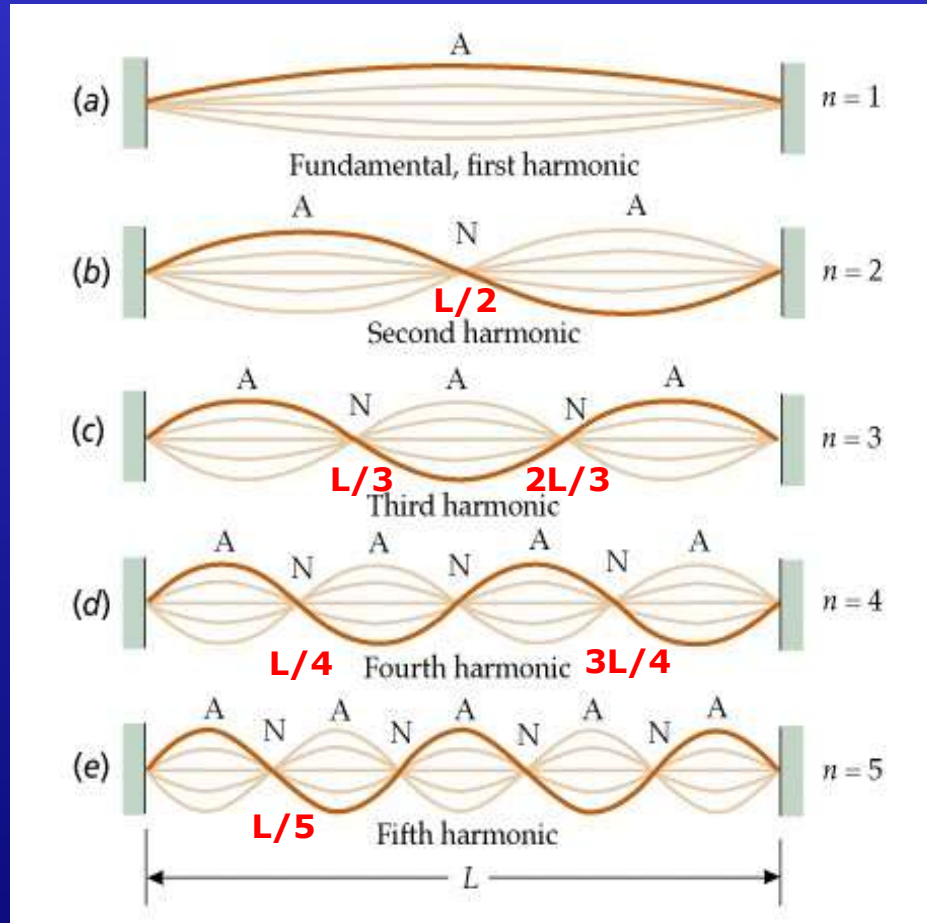 A
(a) n = 1
Fundamental, first harmonic
A N A
(b) n = 2
L/2
Second harmonic
A N A N A
(c) n = 3
L/3 2L/3
Third harmonic
A N A N A N A
(d) n = 4
L/4 Fourth harmonic 3L/4
A N A N A N A N A
(e) n = 5
L/5
Fifth harmonic
L